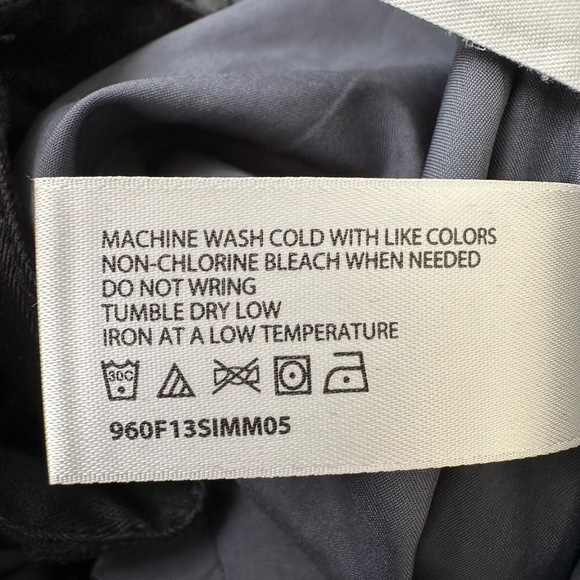 MACHINE WASH COLD WITH LIKE COLORS
NON-CHLORINE BLEACH WHEN NEEDED
DO NOT WRING
TUMBLE DRY LOW
IRON AT A LOW TEMPERATURE
30C
960F13SIMM05